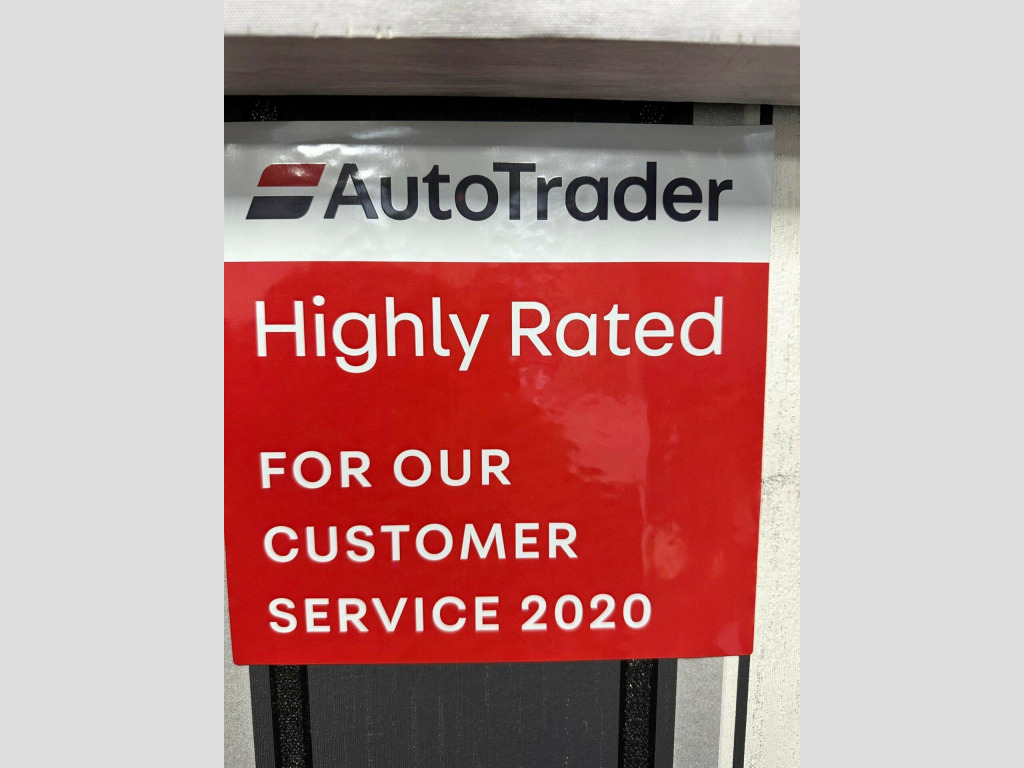 AutoTrader
Highly Rated
FOR OUR
CUSTOMER
SERVICE 2020